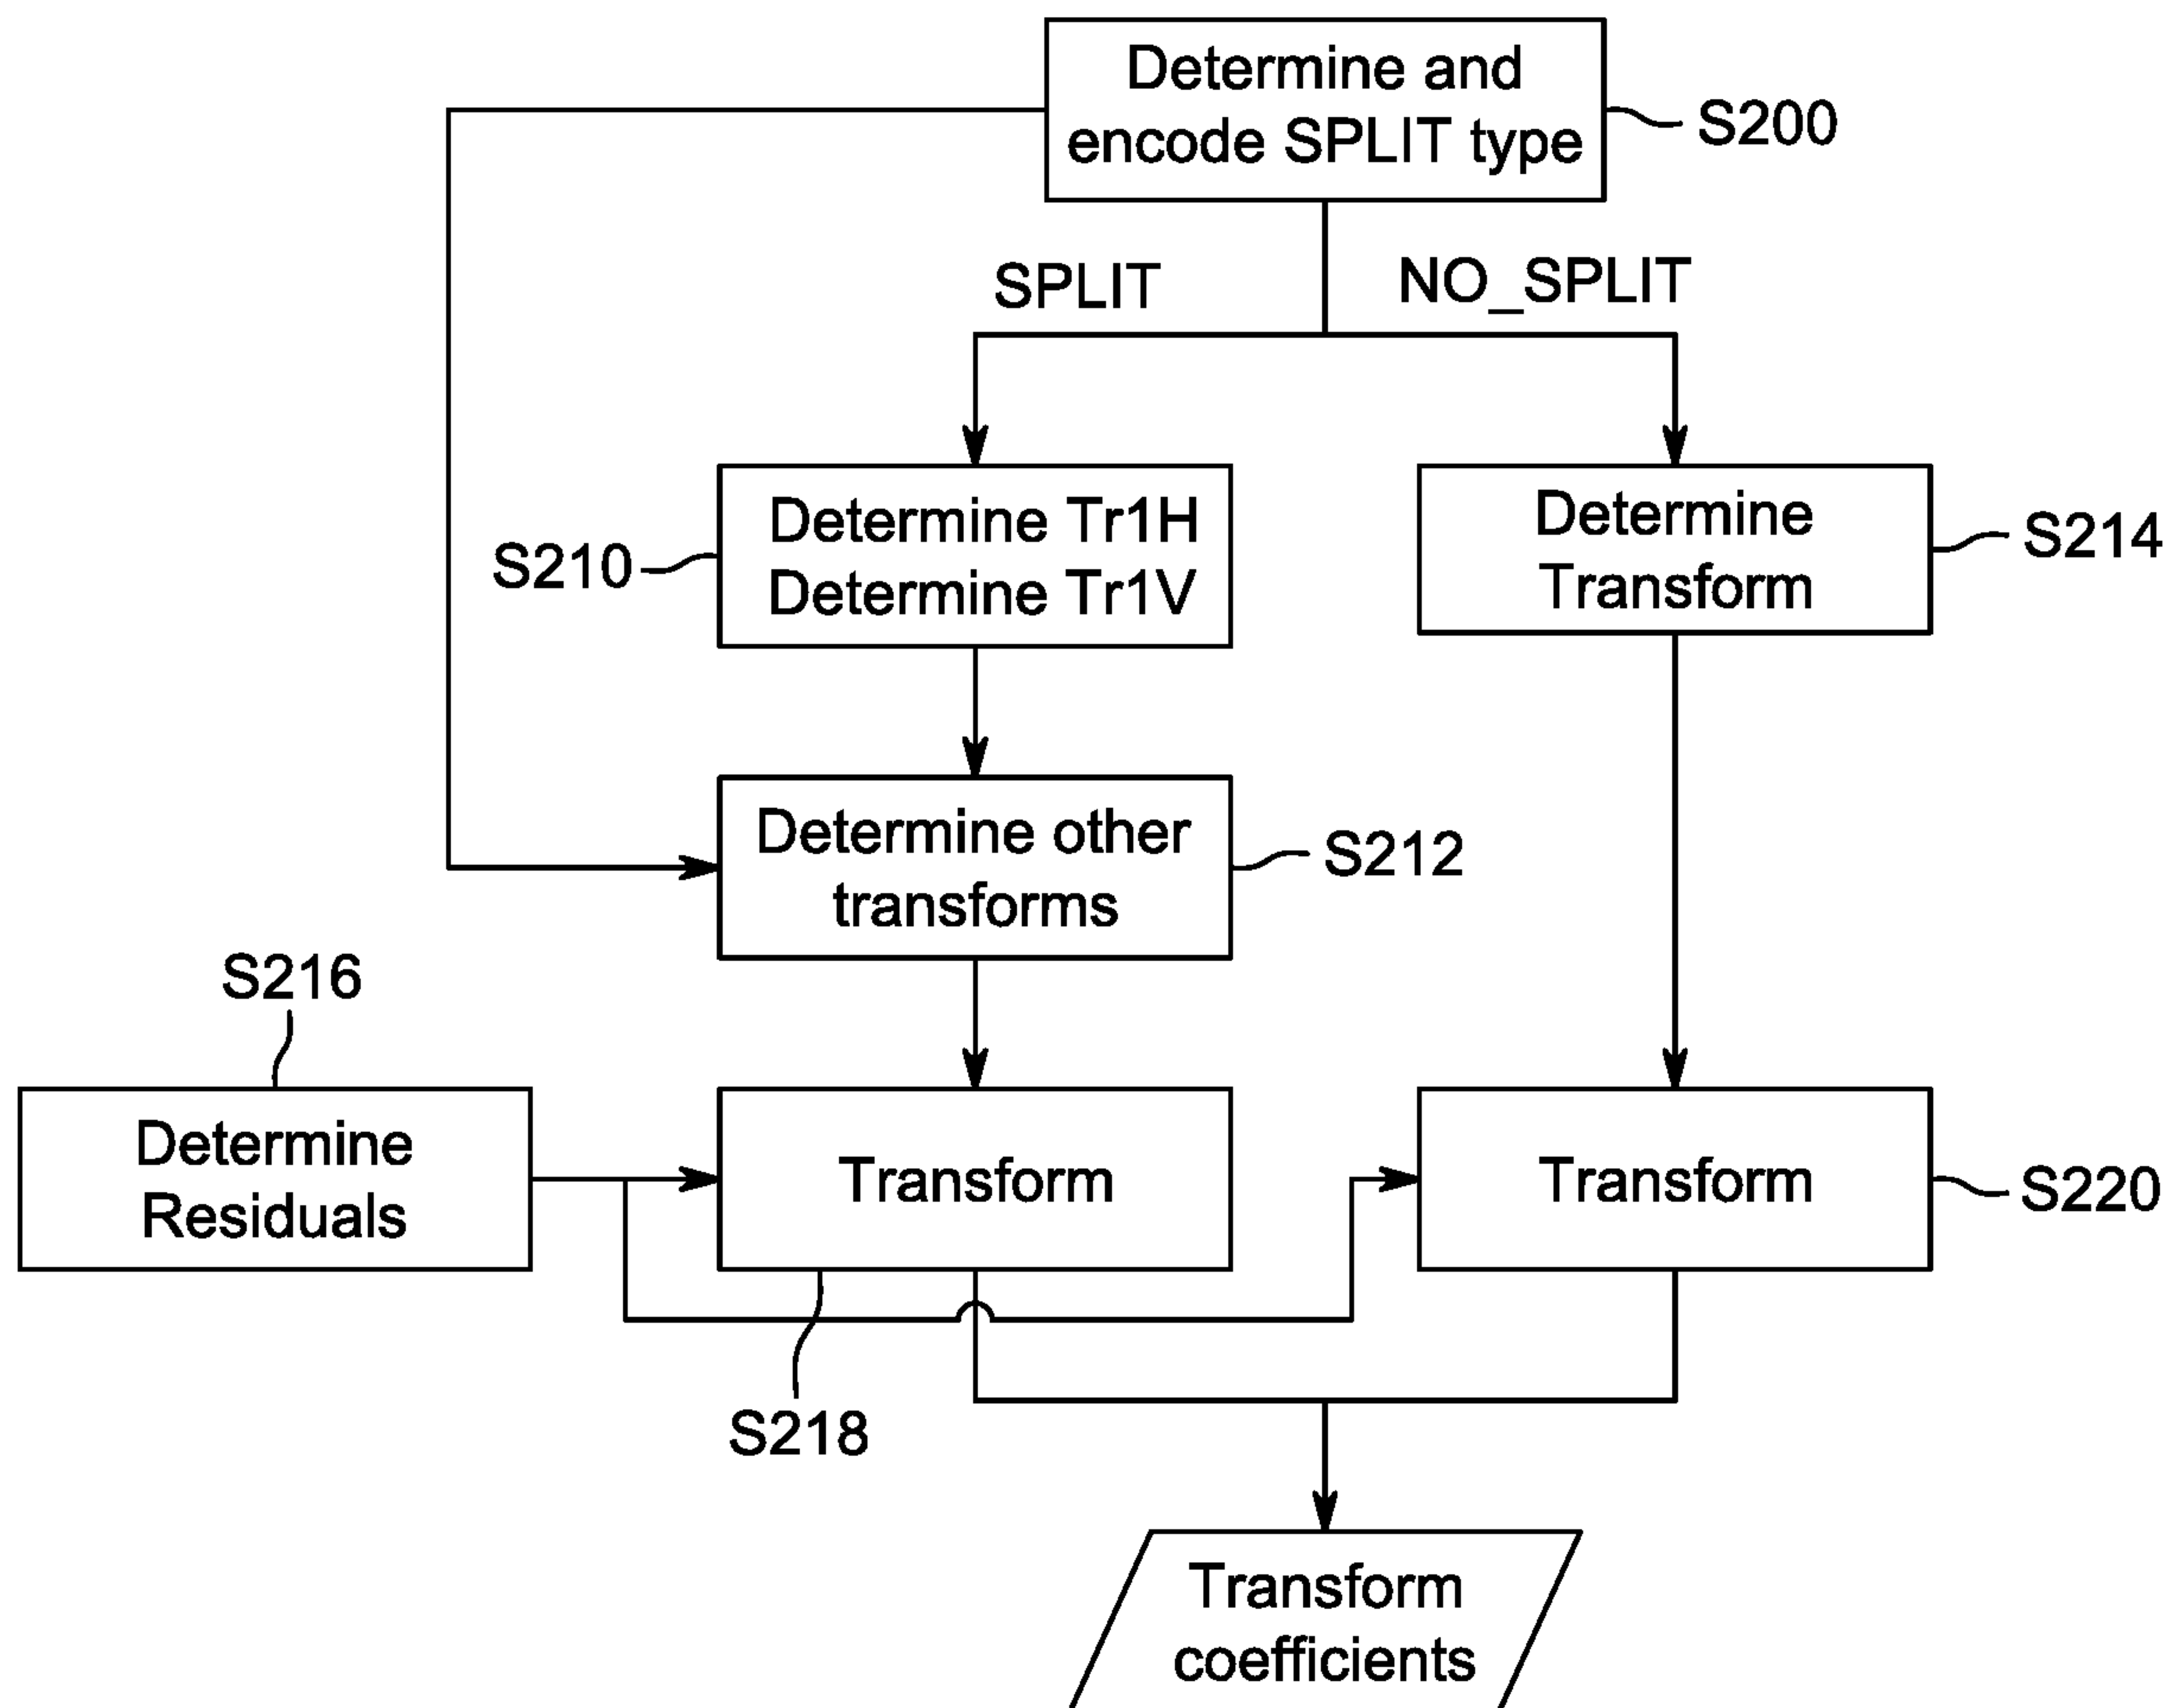 Determine and
encode SPLIT type
S200
SPLIT
NO_SPLIT
Determine Tr1H
Determine Tr1V
S210
Determine
Transform
S214
Determine other
transforms
S212
S216
Determine
Residuals
Transform
Transform
S220
S218
Transform
coefficients